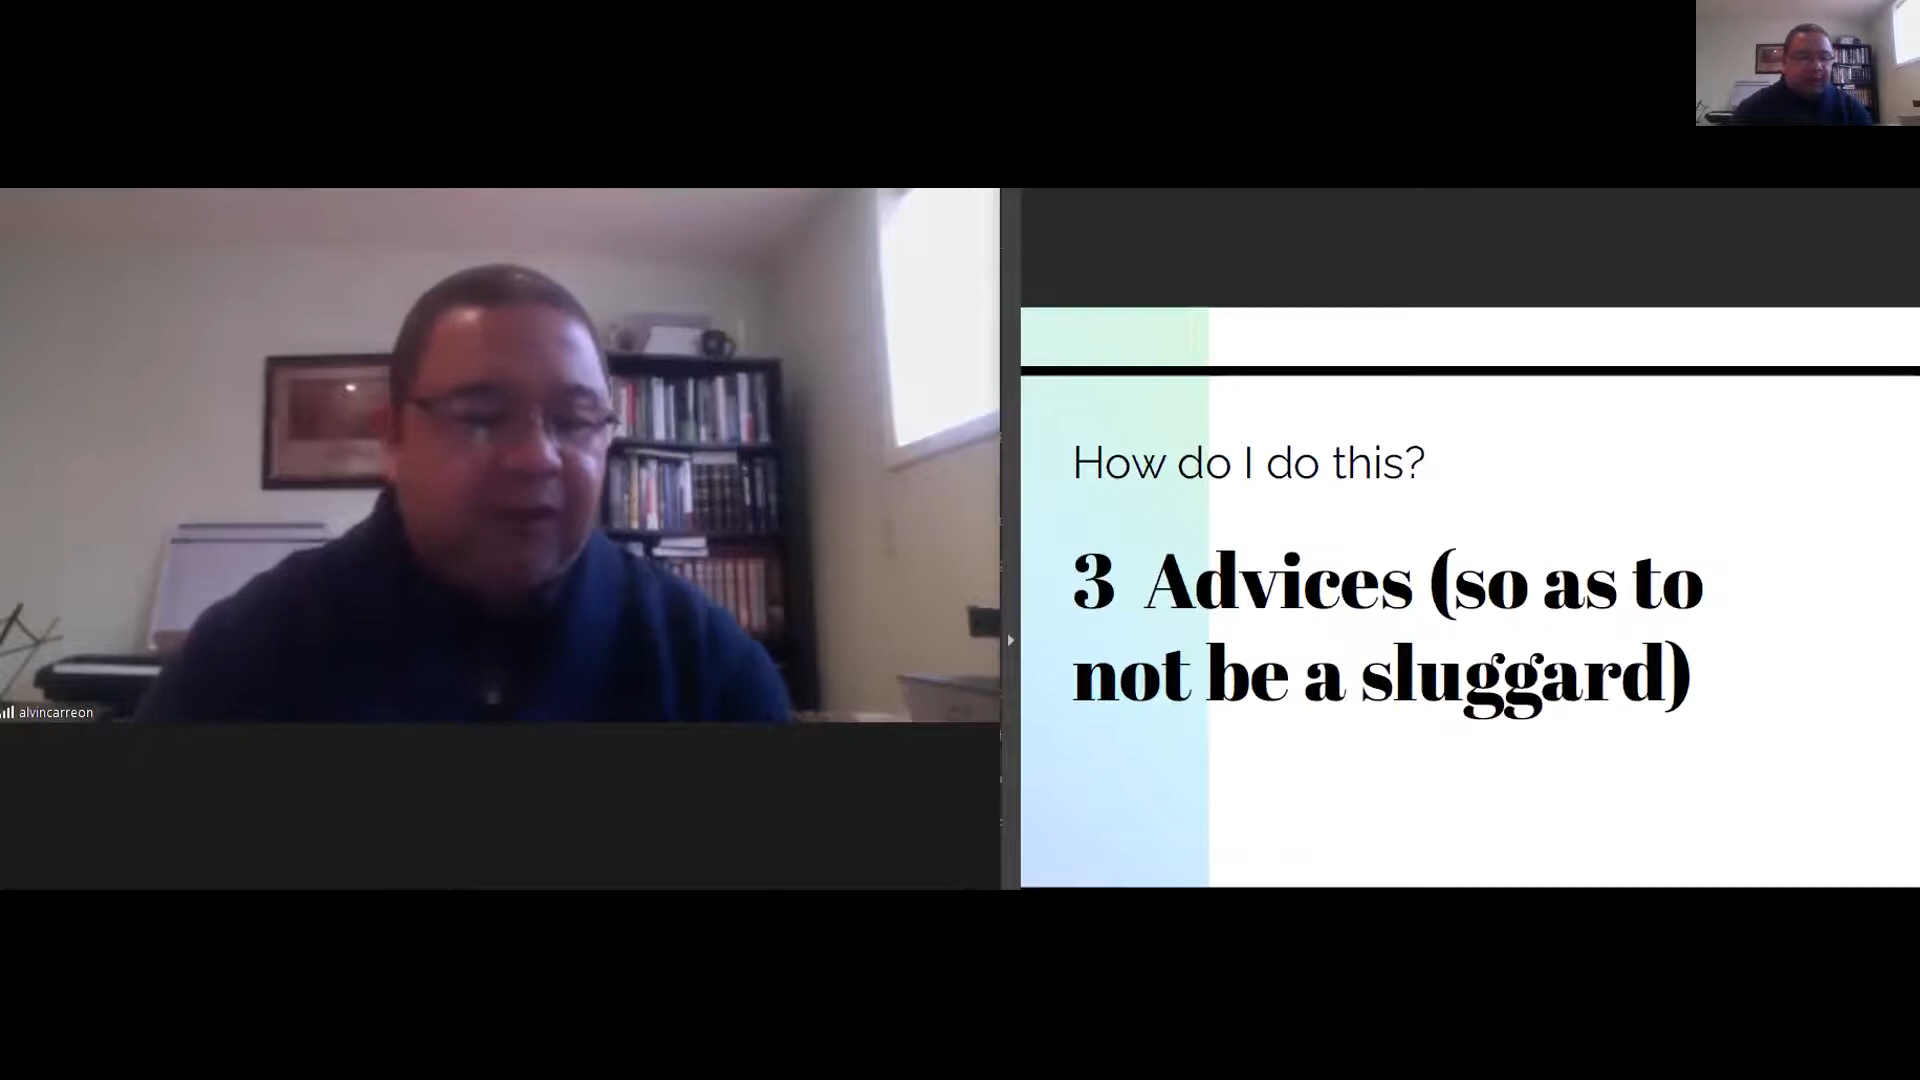 alvincarreon
How do I do this?
3 Advices (so as to
not be a sluggard)